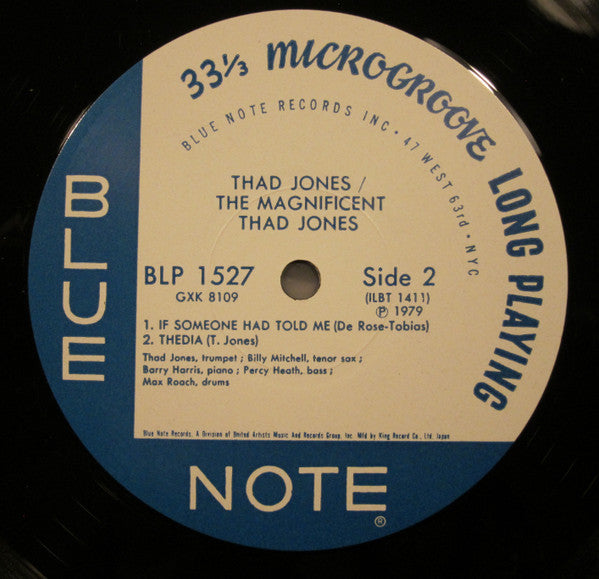 33⅓ MICROGROOVE LONG PLAYING
BLUE NOTE RECORDS INC • 47 WEST 63rd • NYC
THAD JONES /
THE MAGNIFICENT
THAD JONES
BLP 1527 Side 2
GXK 8109 (ILBT 1411)
℗ 1979
1. IF SOMEONE HAD TOLD ME (De Rose-Tobias)
2. THEDIA (T. Jones)
Thad Jones, trumpet ; Billy Mitchell, tenor sax ;
Barry Harris, piano ; Percy Heath, bass ;
Max Roach, drums
Blue Note Records, A Division of United Artists Music And Records Group, Inc. Mfd by King Record Co., Ltd. Japan
BLUE
NOTE ®